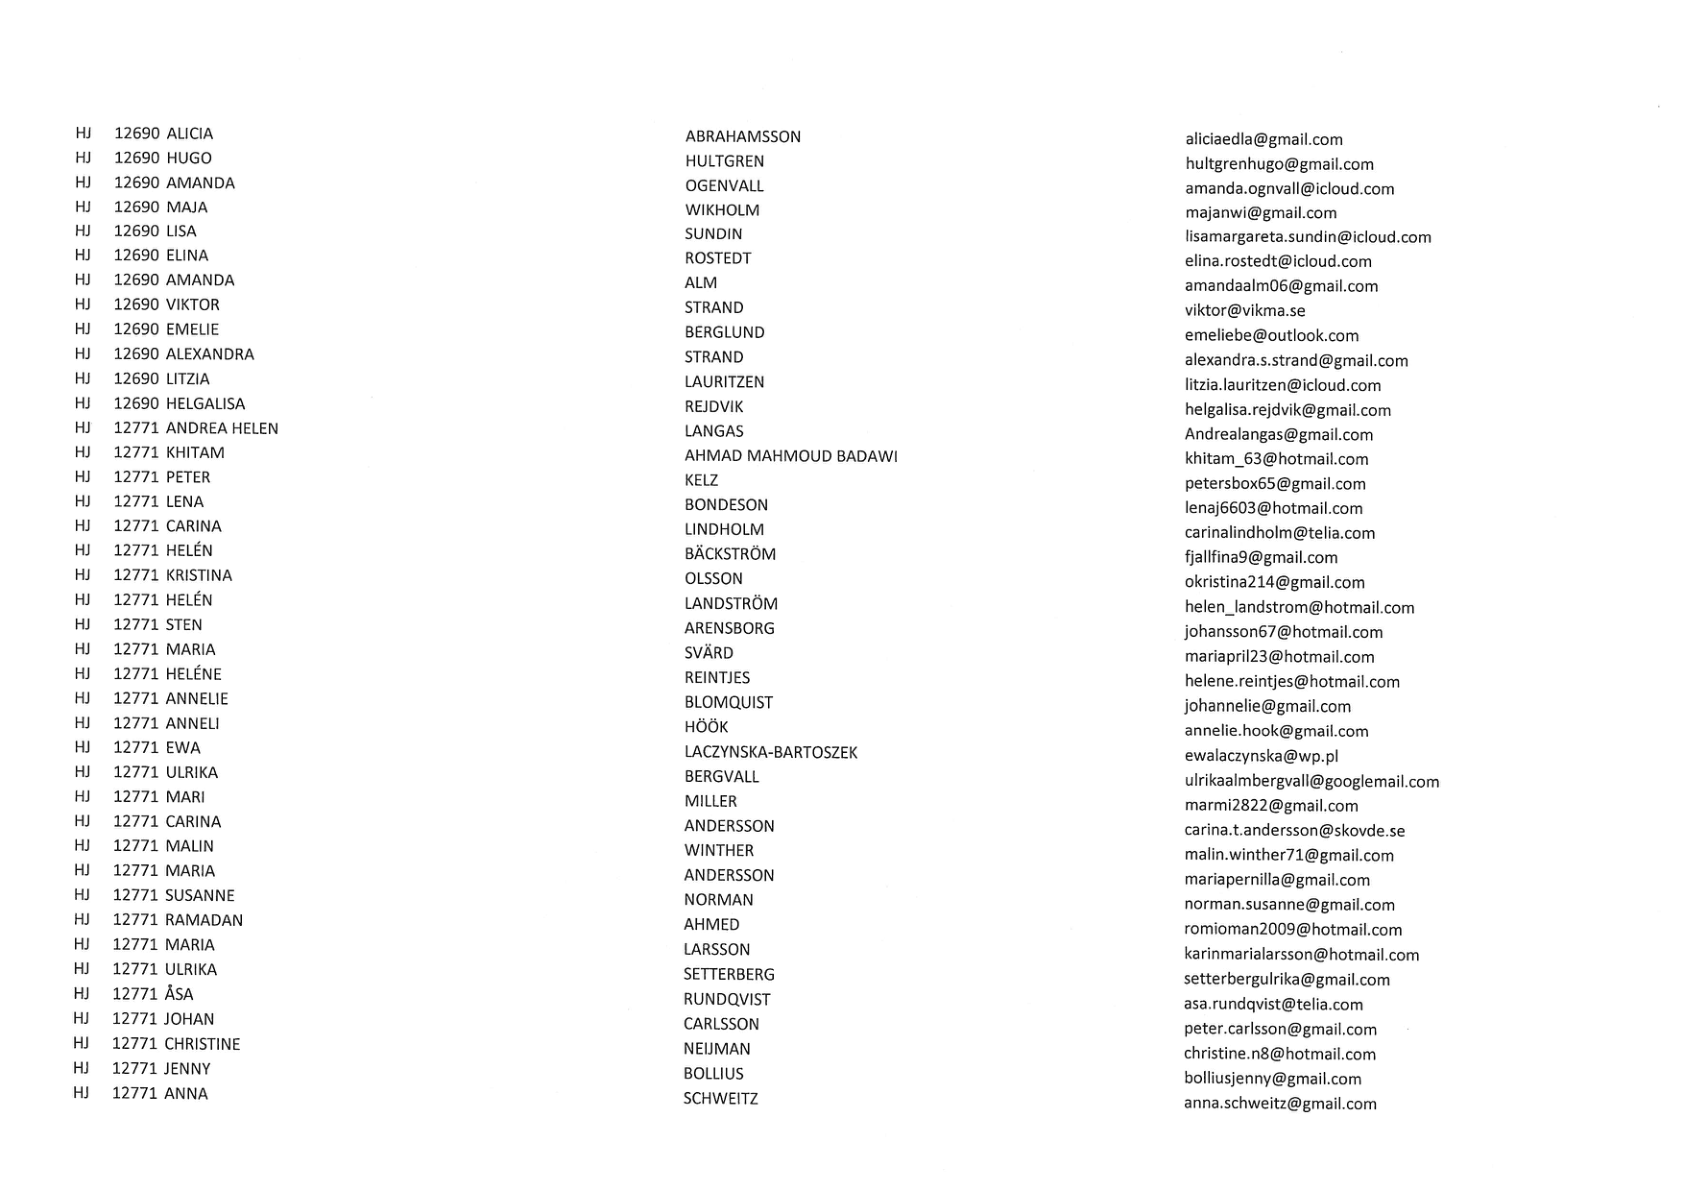 HJ 12690 ALICIA ABRAHAMSSON aliciaedla@gmail.com
HJ 12690 HUGO HULTGREN hultgrenhugo@gmail.com
HJ 12690 AMANDA OGENVALL amanda.ognvall@icloud.com
HJ 12690 MAJA WIKHOLM majanwi@gmail.com
HJ 12690 LISA SUNDIN lisamargareta.sundin@icloud.com
HJ 12690 ELINA ROSTEDT elina.rostedt@icloud.com
HJ 12690 AMANDA ALM amandaalm06@gmail.com
HJ 12690 VIKTOR STRAND viktor@vikma.se
HJ 12690 EMELIE BERGLUND emeliebe@outlook.com
HJ 12690 ALEXANDRA STRAND alexandra.s.strand@gmail.com
HJ 12690 LITZIA LAURITZEN litzia.lauritzen@icloud.com
HJ 12690 HELGALISA REJDVIK helgalisa.rejdvik@gmail.com
HJ 12771 ANDREA HELEN LANGAS Andrealangas@gmail.com
HJ 12771 KHITAM AHMAD MAHMOUD BADAWI khitam_63@hotmail.com
HJ 12771 PETER KELZ petersbox65@gmail.com
HJ 12771 LENA BONDESON lenaj6603@hotmail.com
HJ 12771 CARINA LINDHOLM carinalindholm@telia.com
HJ 12771 HELÉN BÄCKSTRÖM fjallfina9@gmail.com
HJ 12771 KRISTINA OLSSON okristina214@gmail.com
HJ 12771 HELÉN LANDSTRÖM helen_landstrom@hotmail.com
HJ 12771 STEN ARENSBORG johansson67@hotmail.com
HJ 12771 MARIA SVÄRD mariapril23@hotmail.com
HJ 12771 HELÉNE REINTJES helene.reintjes@hotmail.com
HJ 12771 ANNELIE BLOMQUIST johannelie@gmail.com
HJ 12771 ANNELI HÖÖK annelie.hook@gmail.com
HJ 12771 EWA LACZYNSKA-BARTOSZEK ewalaczynska@wp.pl
HJ 12771 ULRIKA BERGVALL ulrikaalmbergvall@googlemail.com
HJ 12771 MARI MILLER marmi2822@gmail.com
HJ 12771 CARINA ANDERSSON carina.t.andersson@skovde.se
HJ 12771 MALIN WINTHER malin.winther71@gmail.com
HJ 12771 MARIA ANDERSSON mariapernilla@gmail.com
HJ 12771 SUSANNE NORMAN norman.susanne@gmail.com
HJ 12771 RAMADAN AHMED romioman2009@hotmail.com
HJ 12771 MARIA LARSSON karinmarialarsson@hotmail.com
HJ 12771 ULRIKA SETTERBERG setterbergulrika@gmail.com
HJ 12771 ÅSA RUNDQVIST asa.rundqvist@telia.com
HJ 12771 JOHAN CARLSSON peter.carlsson@gmail.com
HJ 12771 CHRISTINE NEIJMAN christine.n8@hotmail.com
HJ 12771 JENNY BOLLIUS bolliusjenny@gmail.com
HJ 12771 ANNA SCHWEITZ anna.schweitz@gmail.com